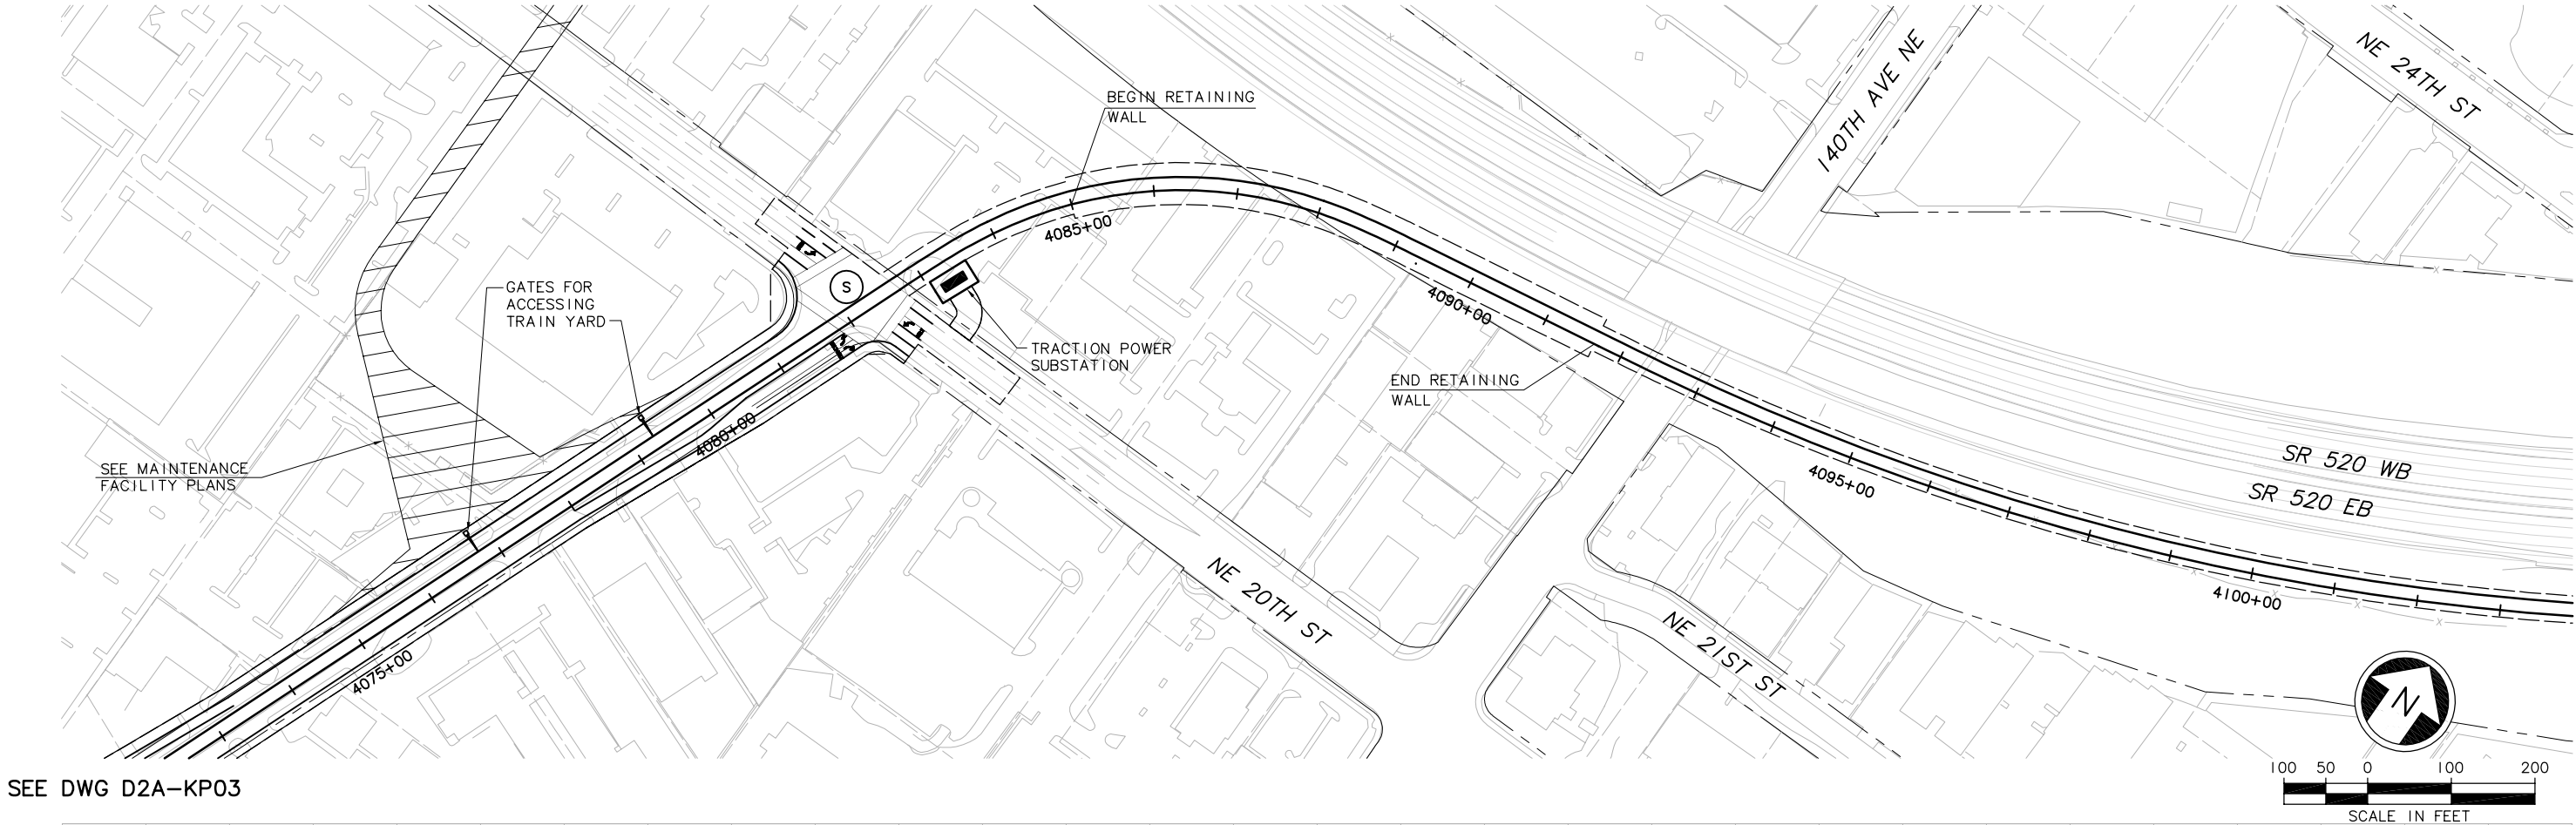 BEGIN RETAINING
WALL
140TH AVE NE
NE 24TH ST
4085+00
GATES FOR
ACCESSING
TRAIN YARD
S
4090+00
TRACTION POWER
SUBSTATION
END RETAINING
WALL
4080+00
SEE MAINTENANCE
FACILITY PLANS
4095+00
SR 520 WB
SR 520 EB
NE 20TH ST
4100+00
NE 21ST ST
4075+00
N
SEE DWG D2A-KP03
100 50 0 100 200
SCALE IN FEET